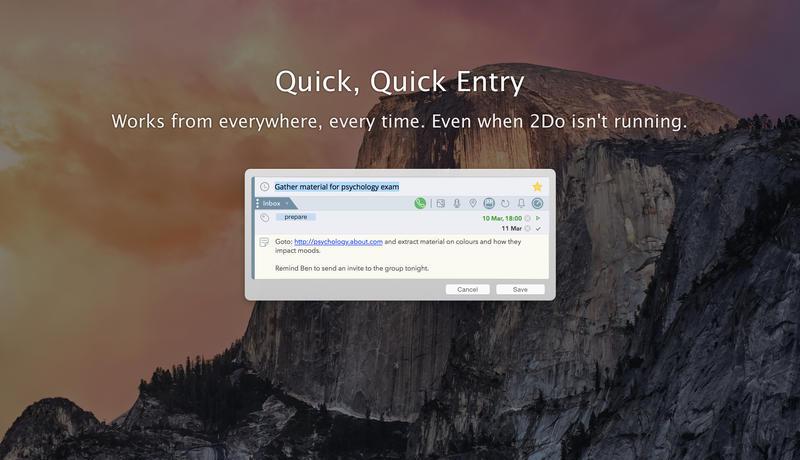 Quick, Quick Entry
Works from everywhere, every time. Even when 2Do isn't running.
Gather material for psychology exam
Inbox
prepare
10 Mar, 18:00
11 Mar
Goto: http://psychology.about.com and extract material on colours and how they
impact moods.
Remind Ben to send an invite to the group tonight.
Cancel
Save